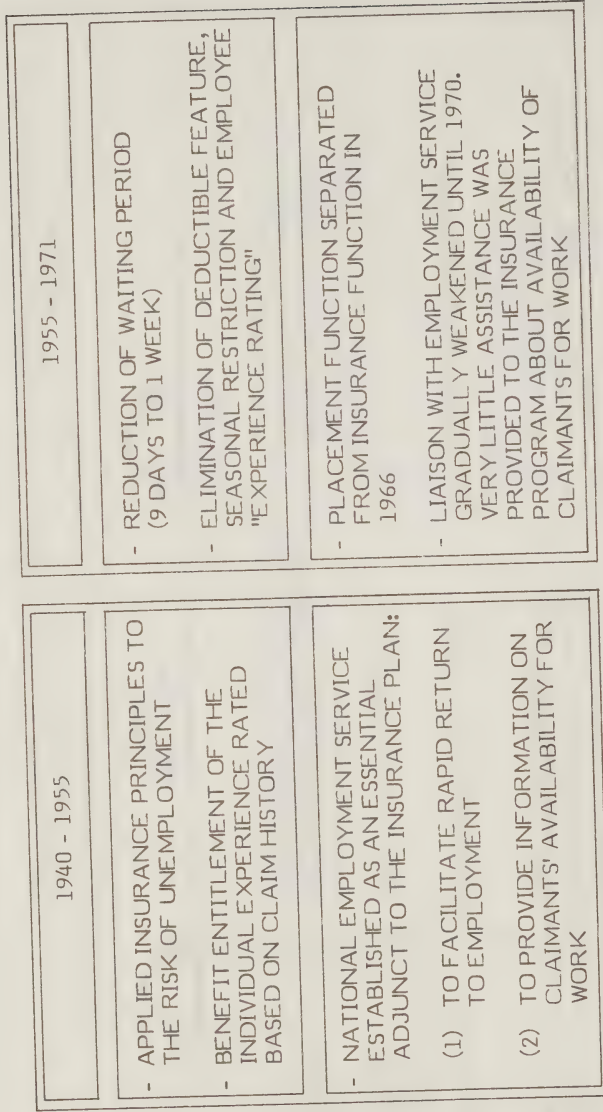 1940 - 1955
- APPLIED INSURANCE PRINCIPLES TO
THE RISK OF UNEMPLOYMENT
- BENEFIT ENTITLEMENT OF THE
INDIVIDUAL EXPERIENCE RATED
BASED ON CLAIM HISTORY
- NATIONAL EMPLOYMENT SERVICE
ESTABLISHED AS AN ESSENTIAL
ADJUNCT TO THE INSURANCE PLAN:
(1) TO FACILITATE RAPID RETURN
TO EMPLOYMENT
(2) TO PROVIDE INFORMATION ON
CLAIMANTS' AVAILABILITY FOR
WORK
1955 - 1971
- REDUCTION OF WAITING PERIOD
(9 DAYS TO 1 WEEK)
- ELIMINATION OF DEDUCTIBLE FEATURE,
SEASONAL RESTRICTION AND EMPLOYEE
"EXPERIENCE RATING"
- PLACEMENT FUNCTION SEPARATED
FROM INSURANCE FUNCTION IN
1966
- LIAISON WITH EMPLOYMENT SERVICE
GRADUALLY WEAKENED UNTIL 1970.
VERY LITTLE ASSISTANCE WAS
PROVIDED TO THE INSURANCE
PROGRAM ABOUT AVAILABILITY OF
CLAIMANTS FOR WORK